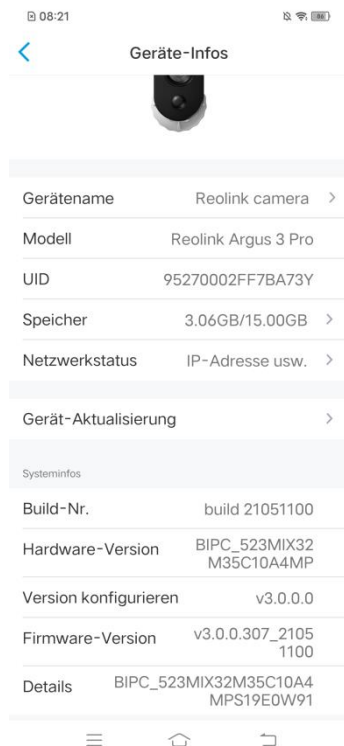 08:21
86
Geräte-Infos
Gerätename Reolink camera
Modell Reolink Argus 3 Pro
UID 95270002FF7BA73Y
Speicher 3.06GB/15.00GB
Netzwerkstatus IP-Adresse usw.
Gerät-Aktualisierung
Systeminfos
Build-Nr. build 21051100
Hardware-Version BIPC_523MIX32
M35C10A4MP
Version konfigurieren v3.0.0.0
Firmware-Version v3.0.0.307_2105
1100
Details BIPC_523MIX32M35C10A4
MPS19E0W91